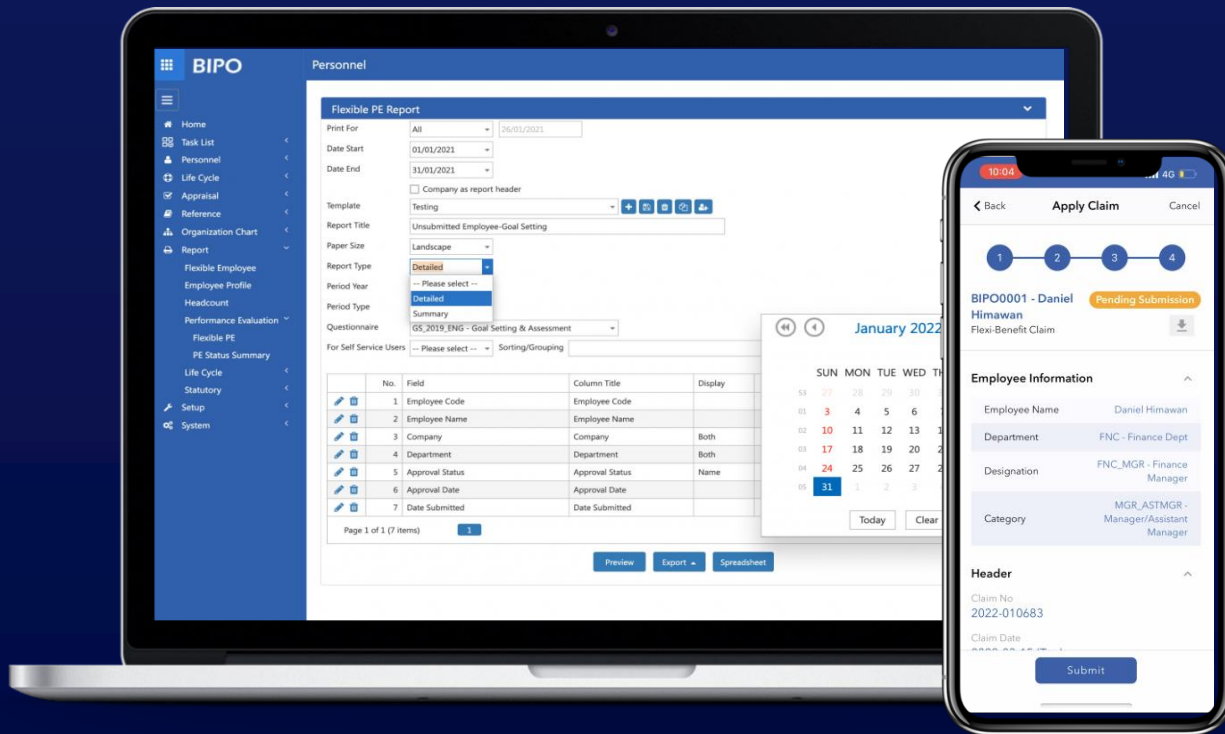 BIPO
Personnel
Home
Task List
Personnel
Life Cycle
Appraisal
Reference
Organization Chart
Report
Flexible Employee
Employee Profile
Headcount
Performance Evaluation
Flexible PE
PE Status Summary
Life Cycle
Statutory
Setup
System
Flexible PE Report
Print For All 26/01/2021
Date Start 01/01/2021
Date End 31/01/2021
Company as report header
Template Testing
Report Title Unsubmitted Employee-Goal Setting
Paper Size Landscape
Report Type Detailed
-- Please select --
Period Year
Detailed
Period Type
Summary
Questionnaire GS_2019_ENG - Goal Setting & Assessment
For Self Service Users -- Please select -- Sorting/Grouping
No. Field Column Title Display
1 Employee Code Employee Code
2 Employee Name Employee Name
3 Company Company Both
4 Department Department Both
5 Approval Status Approval Status Name
6 Approval Date Approval Date
7 Date Submitted Date Submitted
Page 1 of 1 (7 items) 1
Preview Export Spreadsheet
January 2022
SUN MON TUE WED
53 27 28 29 30
01 3 4 5 6
02 10 11 12 13
03 17 18 19 20
04 24 25 26 27
05 31 1 2 3
Today Clear
10:04 4G
Back Apply Claim Cancel
1 2 3 4
BIPO0001 - Daniel Himawan
Pending Submission
Flexi-Benefit Claim
Employee Information
Employee Name Daniel Himawan
Department FNC - Finance Dept
Designation FNC_MGR - Finance
Manager
Category MGR_ASTMGR -
Manager/Assistant
Manager
Header
Claim No
2022-010683
Claim Date
Submit